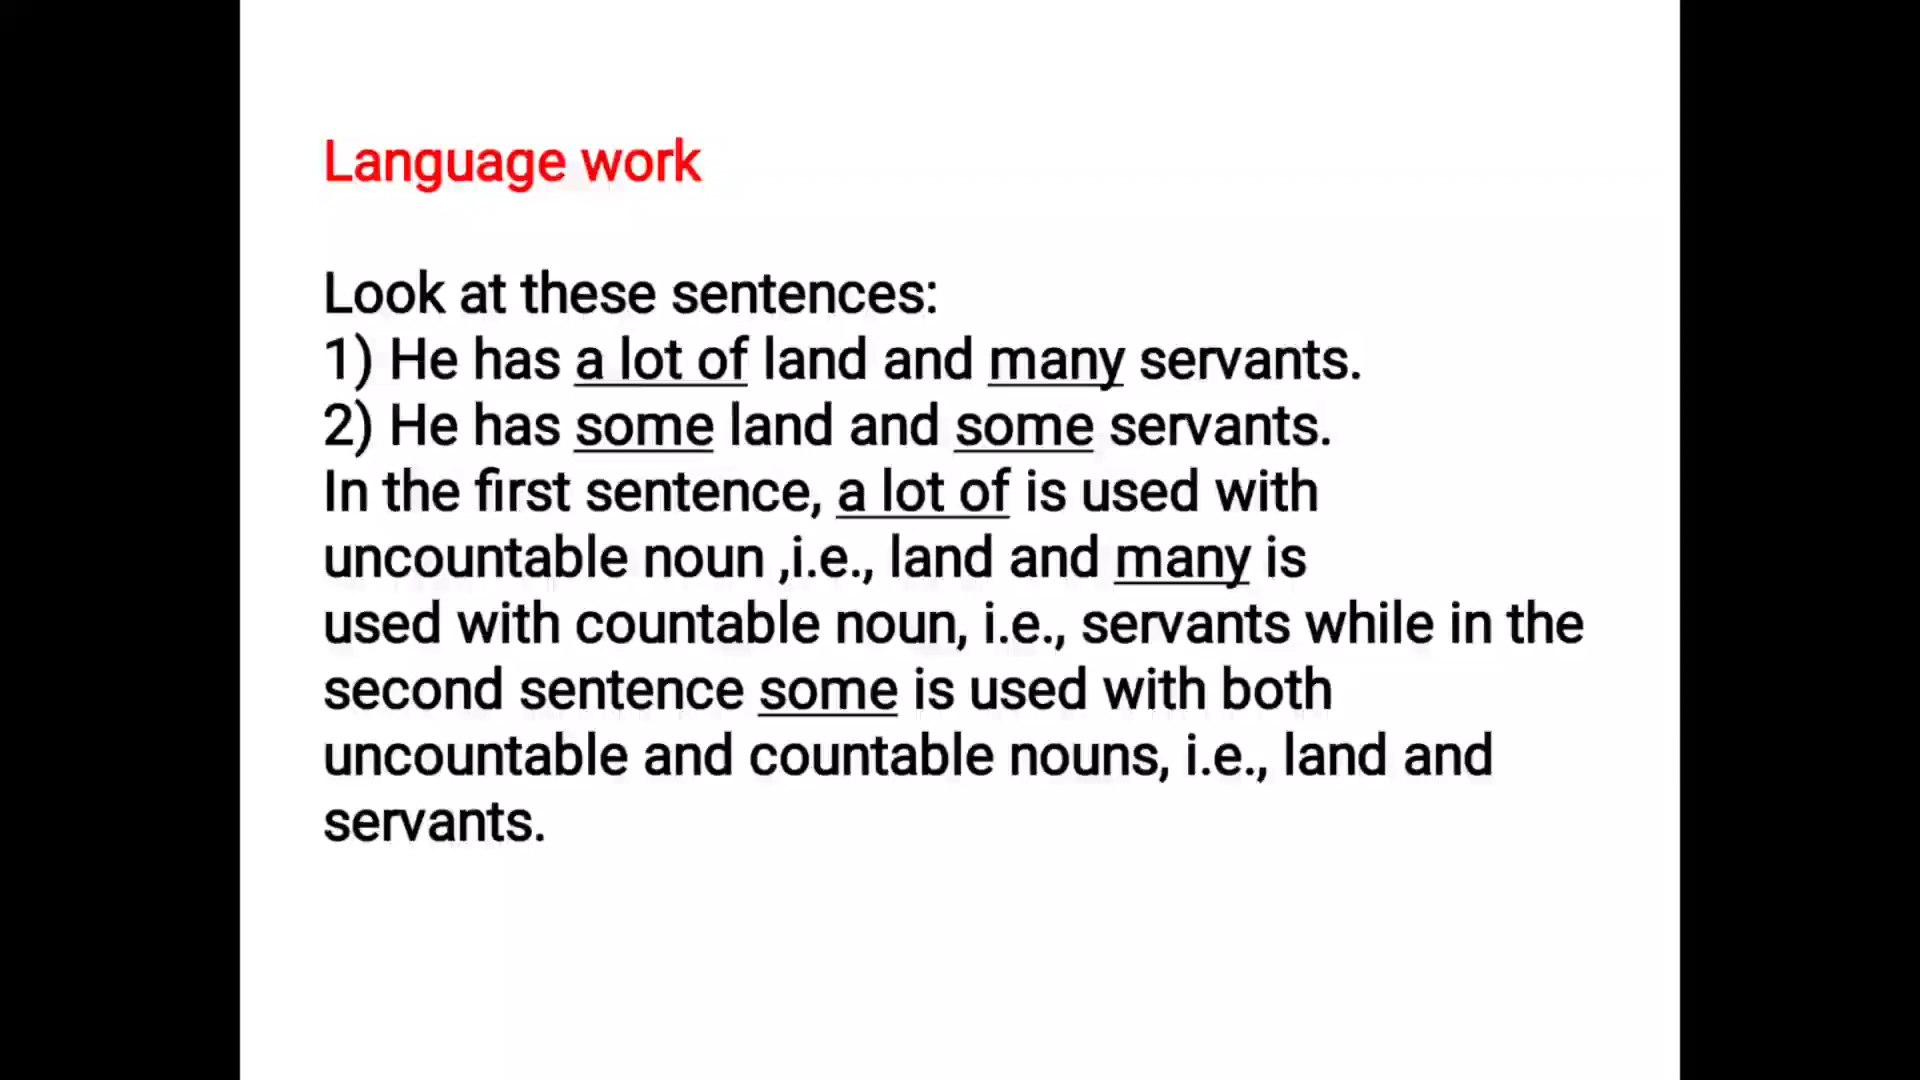 Language work
Look at these sentences:
1) He has a lot of land and many servants.
2) He has some land and some servants.
In the first sentence, a lot of is used with
uncountable noun ,i.e., land and many is
used with countable noun, i.e., servants while in the
second sentence some is used with both
uncountable and countable nouns, i.e., land and
servants.